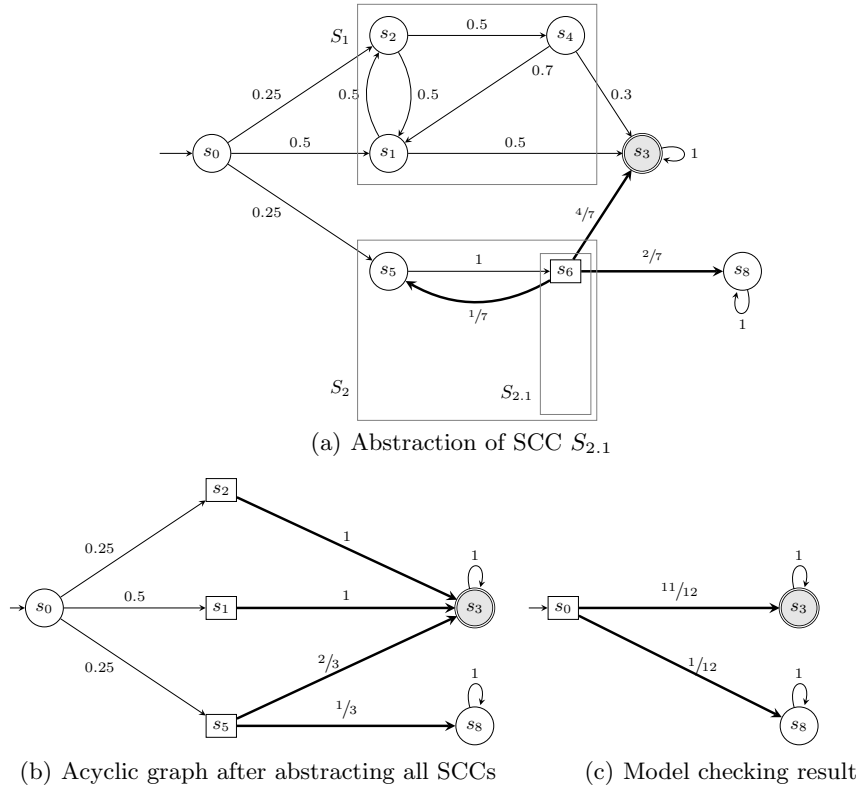 S1
s2
0.5
s4
0.25
0.5
0.5
0.7
0.3
s0
0.5
s1
0.5
s3
1
0.25
4/7
s5
1
s6
2/7
s8
1/7
1
S2
S2.1
(a) Abstraction of SCC S2.1
s2
0.25
1
1
1
s0
0.5
s1
1
s3
s0
11/12
s3
0.25
2/3
1
1/12
1
s5
1/3
s8
s8
(b) Acyclic graph after abstracting all SCCs
(c) Model checking result